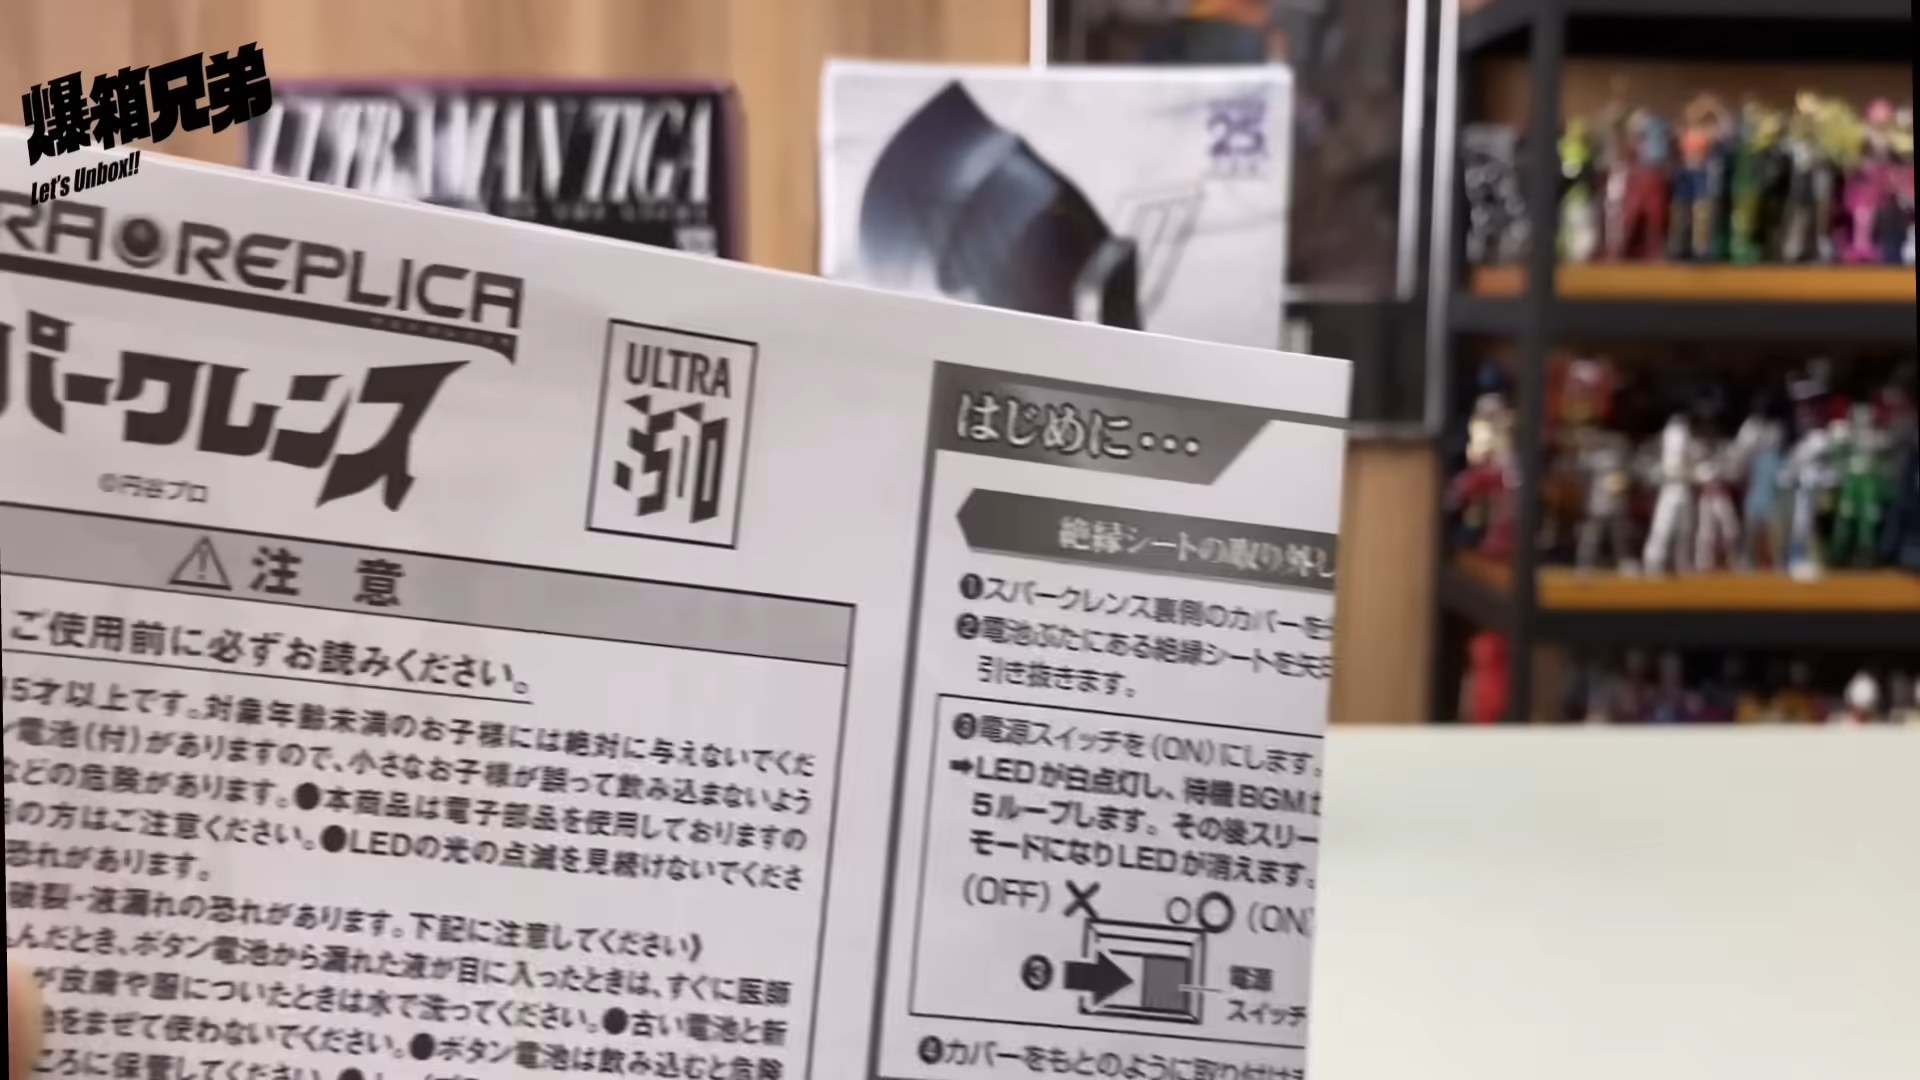 爆箱兄弟
Let's Unbox!!
ULTRAMAN TIGA
25
RA REPLICA
パークレンス
©円谷プロ
ULTRA
注 意
ご使用前に必ずお読みください。
5才以上です。対象年齢未満のお子様には絶対に与えないでくだ
電池(付)がありますので、小さなお子様が誤って飲み込まないよう
などの危険があります。●本商品は電子部品を使用しておりますの
の方はご注意ください。●LEDの光の点滅を見続けないでくださ
恐れがあります。
破裂・液漏れの恐れがあります。下記に注意してください》
んだとき、ボタン電池から漏れた液が目に入ったときは、すぐに医師
が皮膚や服についたときは水で洗ってください。●古い電池と新
をまぜて使わないでください。●ボタン電池は飲み込むと危険
ころに保管してください。
はじめに・・・
絶縁シートの取り外し
❶スパークレンス裏側のカバーを
❷電池ぶたにある絶縁シートを矢印
引き抜きます。
❸電源スイッチを(ON)にします。
➡LEDが白点灯し、待機BGMが
5ループします。その後スリー
モードになりLEDが消えます。
(OFF) ✕ ○〇 (ON)
❸
電源
スイッチ
❹カバーをもとのように取り付けま